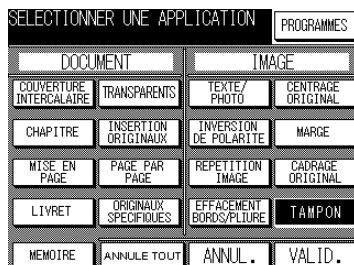 SELECTIONNER UNE APPLICATION
PROGRAMMES
DOCUMENT
IMAGE
COUVERTURE
INTERCALAIRE
TRANSPARENTS
TEXTE/
PHOTO
CENTRAGE
ORIGINAL
CHAPITRE
INSERTION
ORIGINAUX
INVERSION
DE POLARITE
MARGE
MISE EN
PAGE
PAGE PAR
PAGE
REPETITION
IMAGE
CADRAGE
ORIGINAL
LIVRET
ORIGINAUX
SPECIFIQUES
EFFACEMENT
BORDS/PLIURE
TAMPON
MEMOIRE
ANNULE TOUT
ANNUL.
VALID.